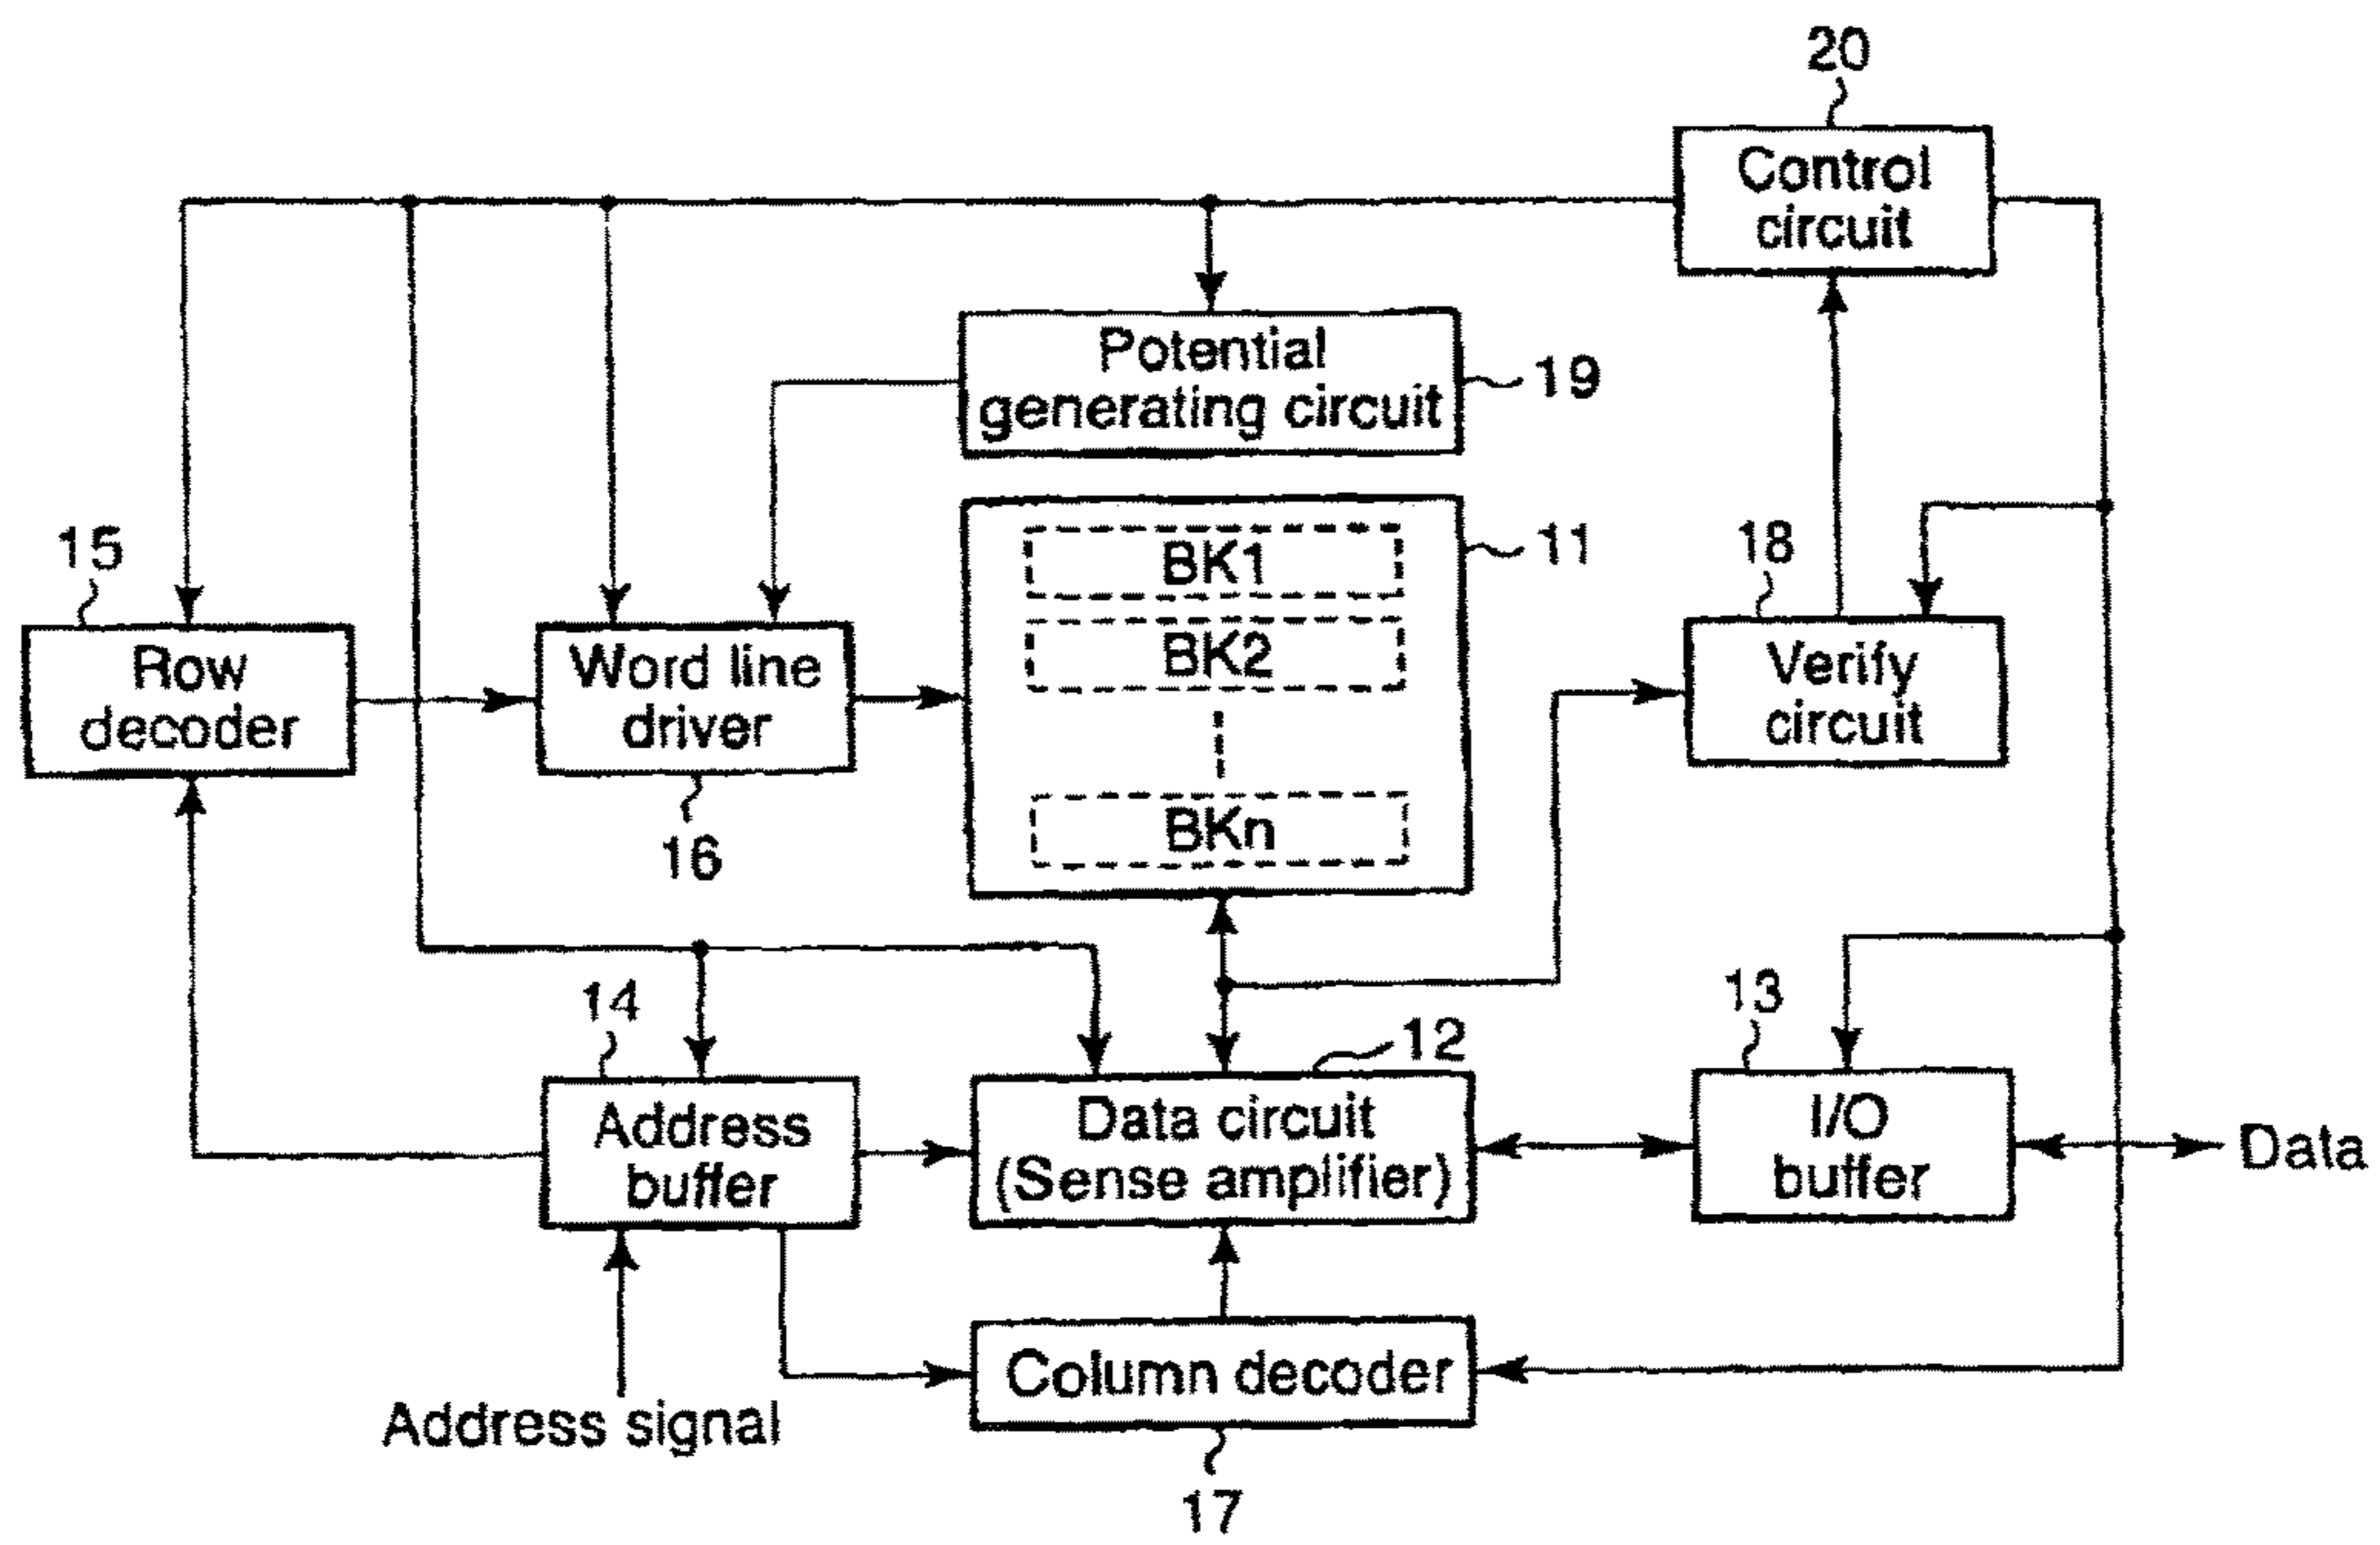 20
Control
circuit
Potential
generating circuit
19
BK1
11
15
18
Row
decoder
Word line
driver
BK2
Verify
circuit
16
BKn
14
13
12
Address
buffer
Data circuit
(Sense amplifier)
I/O
buffer
Data
Column decoder
Address signal
17